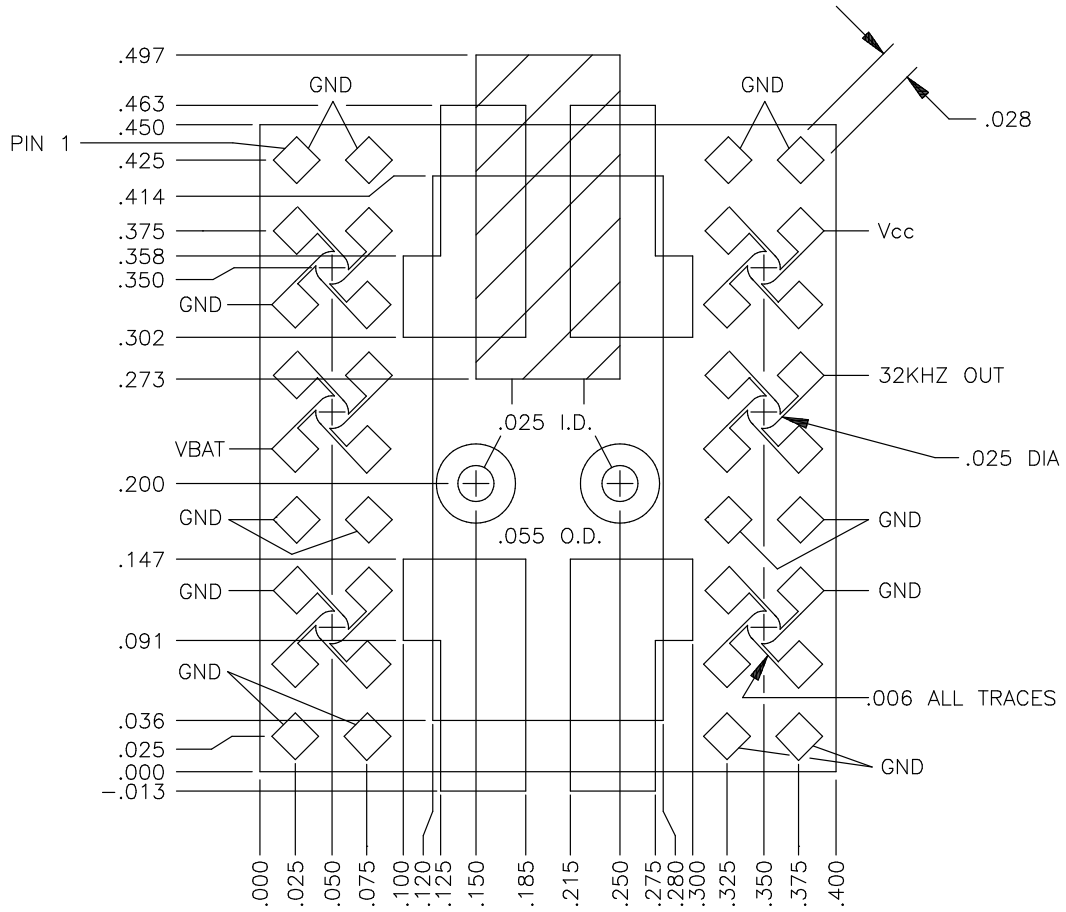 .497
GND
GND
.463
.450
.028
PIN 1
.425
.414
.375
Vcc
.358
.350
GND
.302
.273
32KHZ OUT
.025 I.D.
VBAT
.025 DIA
.200
GND
GND
.055 O.D.
.147
GND
GND
.091
GND
.006 ALL TRACES
.036
.025
GND
.000
-.013
.000
.025
.050
.075
.100
.120
.125
.150
.185
.215
.250
.275
.280
.300
.325
.350
.375
.400